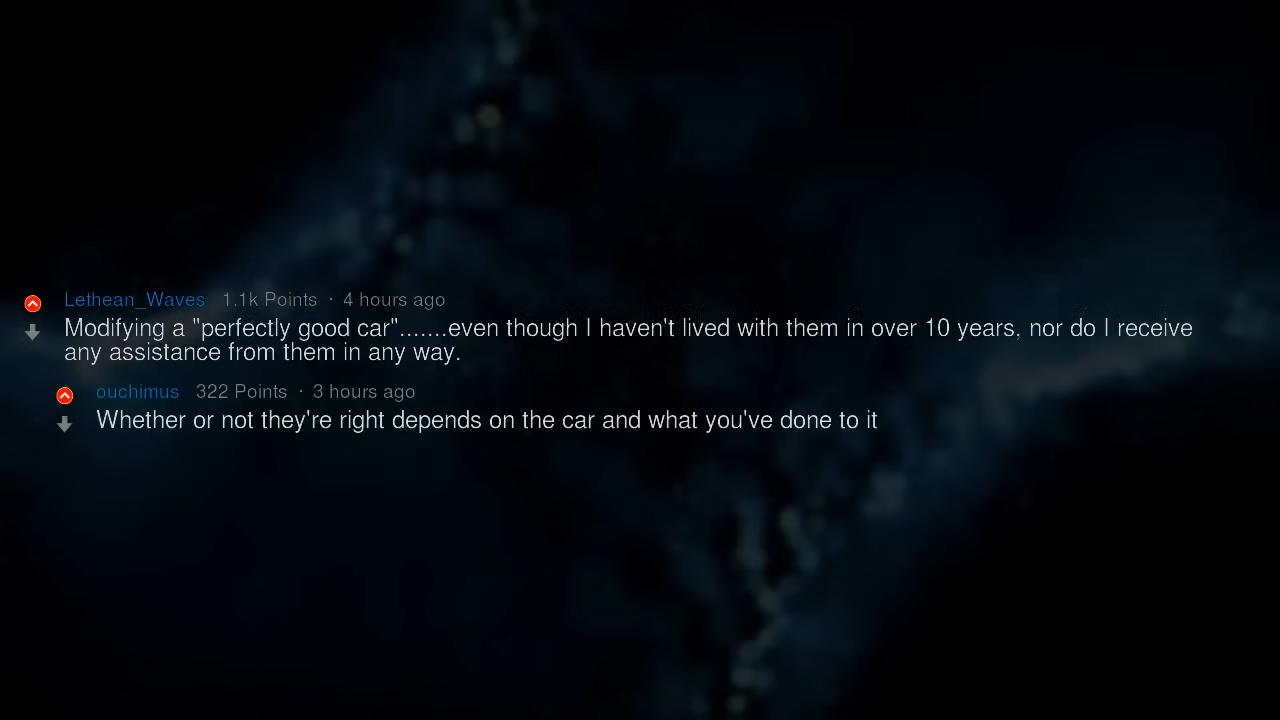 Lethean_Waves 1.1k Points · 4 hours ago
Modifying a "perfectly good car".......even though I haven't lived with them in over 10 years, nor do I receive
any assistance from them in any way.
ouchimus 322 Points · 3 hours ago
Whether or not they're right depends on the car and what you've done to it